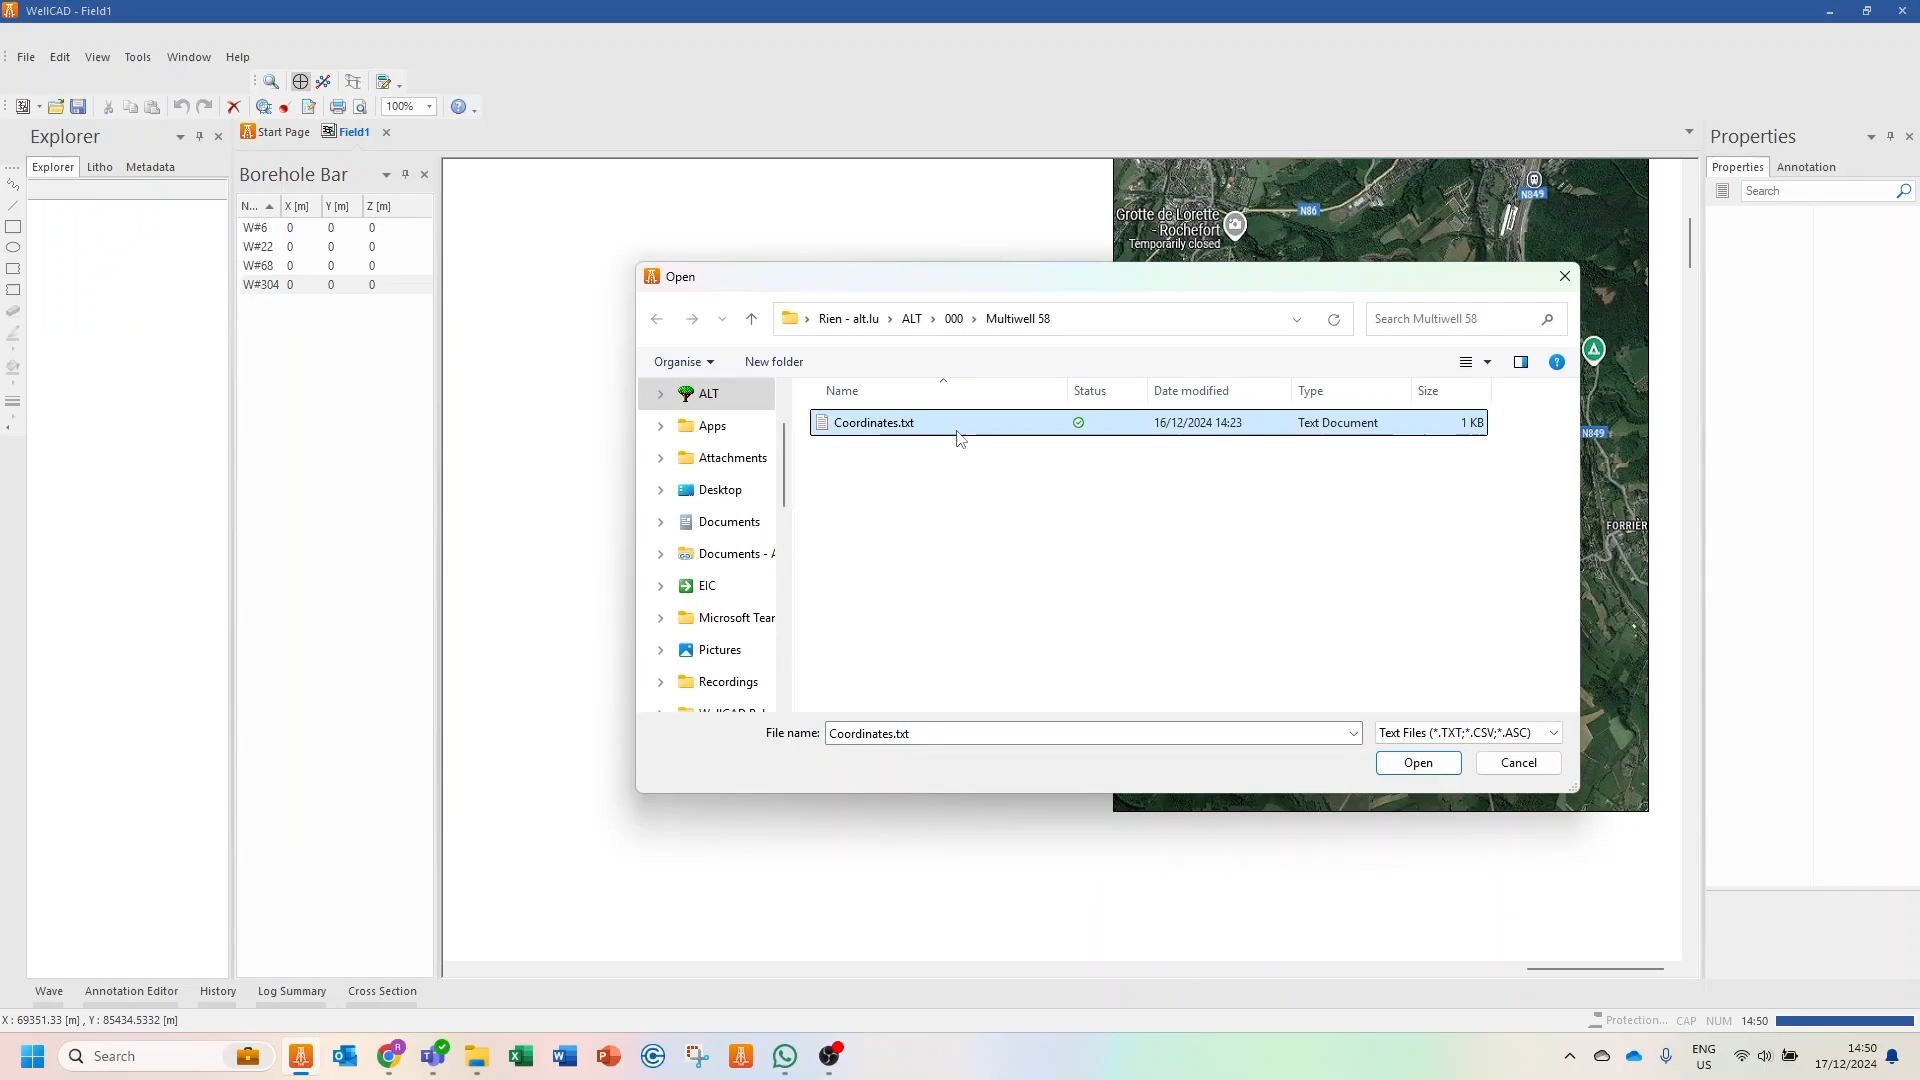 WellCAD - Field1
File Edit View Tools Window Help
100%
Explorer
Explorer Litho Metadata
Start Page Field1
Borehole Bar
N... X [m] Y [m] Z [m]
W#6 0 0 0
W#22 0 0 0
W#68 0 0 0
W#304 0 0 0
Properties
Properties Annotation
Search
Grotte de Lorette
- Rochefort
Temporarily closed
N86
N849
N849
FORRIÈR
Open
Rien - alt.lu > ALT > 000 > Multiwell 58
Search Multiwell 58
Organise New folder
Name Status Date modified Type Size
Coordinates.txt 16/12/2024 14:23 Text Document 1 KB
ALT
Apps
Attachments
Desktop
Documents
Documents - A
EIC
Microsoft Tear
Pictures
Recordings
File name: Coordinates.txt Text Files (*.TXT;*.CSV;*.ASC)
Open Cancel
Wave Annotation Editor History Log Summary Cross Section
X : 69351.33 [m] , Y : 85434.5332 [m]
Protection... CAP NUM 14:50
Search
ENG
US
14:50
17/12/2024